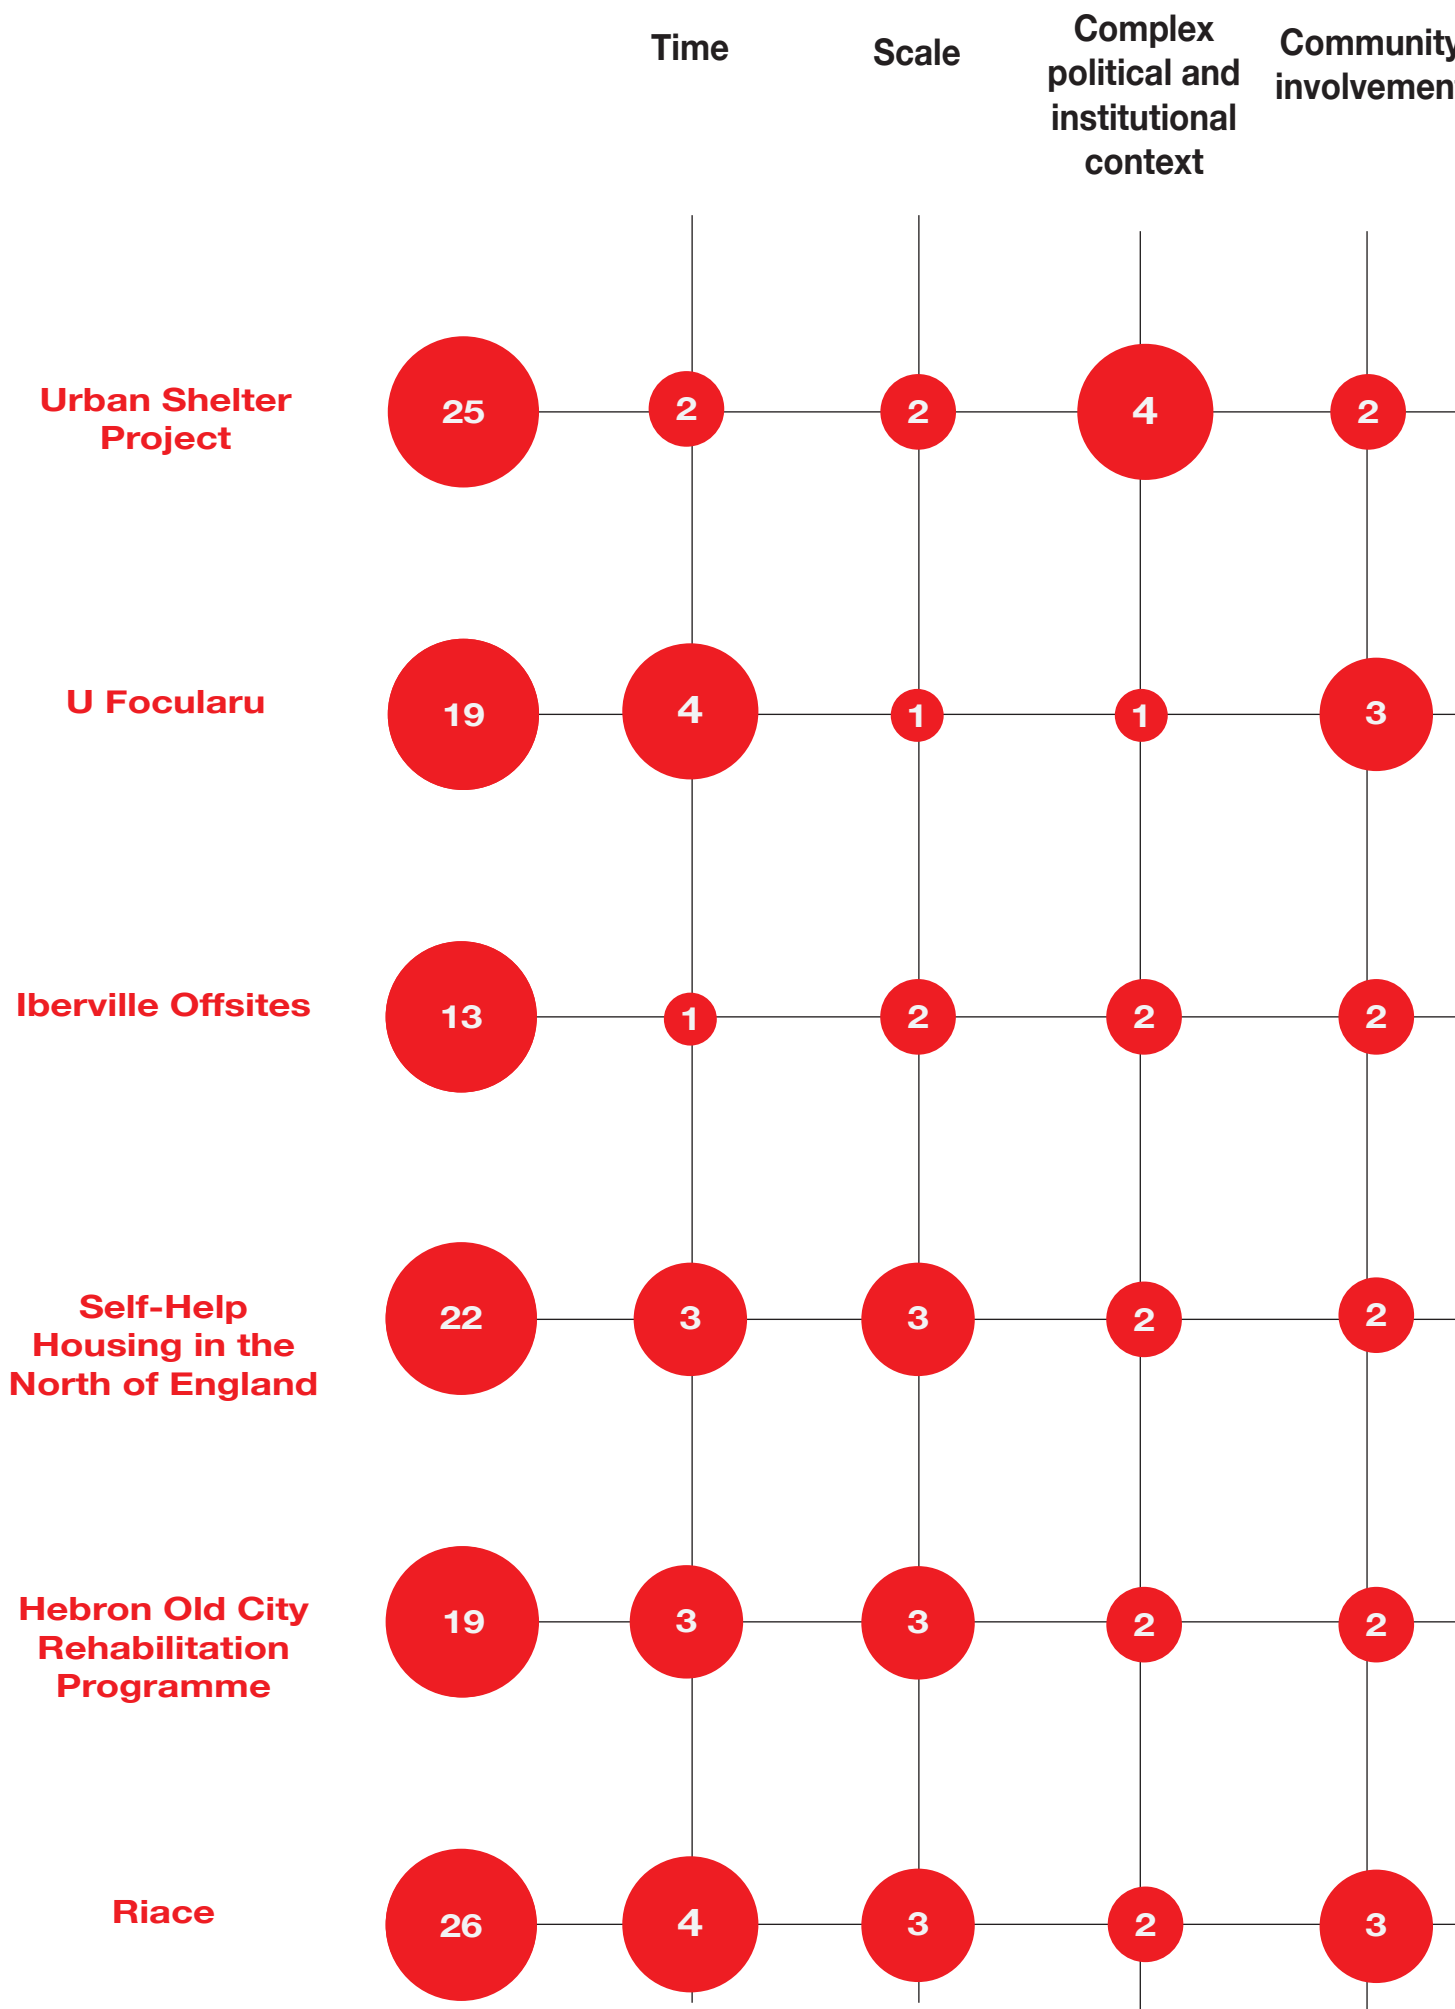 Time
Scale
Complex
political and
institutional
context
Community
involvement
Urban Shelter
Project
25
2
2
4
2
U Focularu
19
4
1
1
3
Iberville Offsites
13
1
2
2
2
Self-Help
Housing in the
North of England
22
3
3
2
2
Hebron Old City
Rehabilitation
Programme
19
3
3
2
2
Riace
26
4
3
2
3